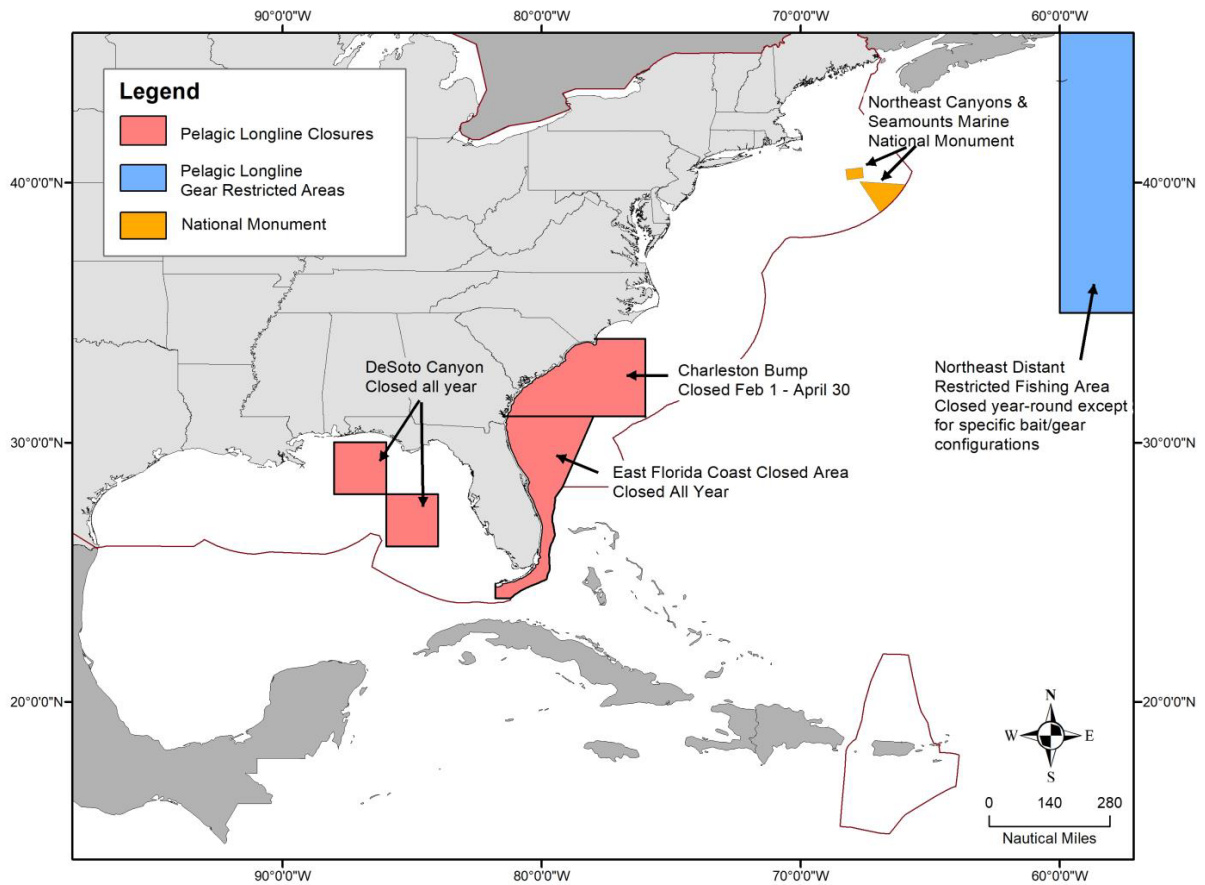 90°0'0"W
80°0'0"W
70°0'0"W
60°0'0"W
Legend
Pelagic Longline Closures
Pelagic Longline
Gear Restricted Areas
National Monument
Northeast Canyons &
Seamounts Marine
National Monument
40°0'0"N
40°0'0"N
DeSoto Canyon
Closed all year
Charleston Bump
Closed Feb 1 - April 30
Northeast Distant
Restricted Fishing Area
Closed year-round except
for specific bait/gear
configurations
30°0'0"N
30°0'0"N
East Florida Coast Closed Area
Closed All Year
20°0'0"N
20°0'0"N
N
W
E
S
0 140 280
Nautical Miles
90°0'0"W
80°0'0"W
70°0'0"W
60°0'0"W